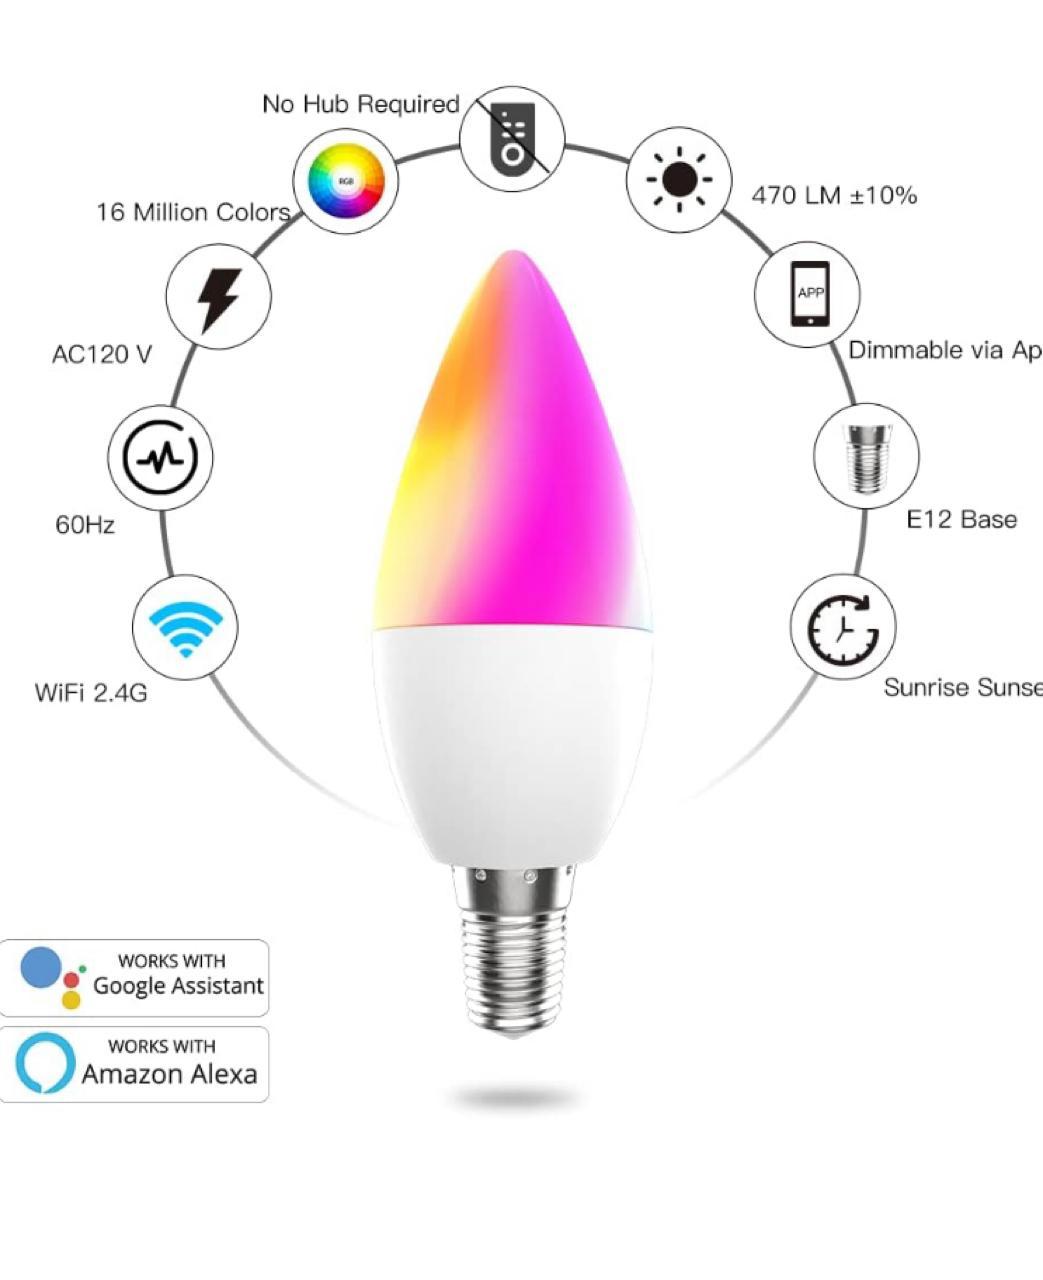 No Hub Required
RGB
16 Million Colors
470 LM ±10%
APP
AC120 V
Dimmable via Ap
60Hz
E12 Base
WiFi 2.4G
Sunrise Sunse
WORKS WITH
Google Assistant
WORKS WITH
Amazon Alexa